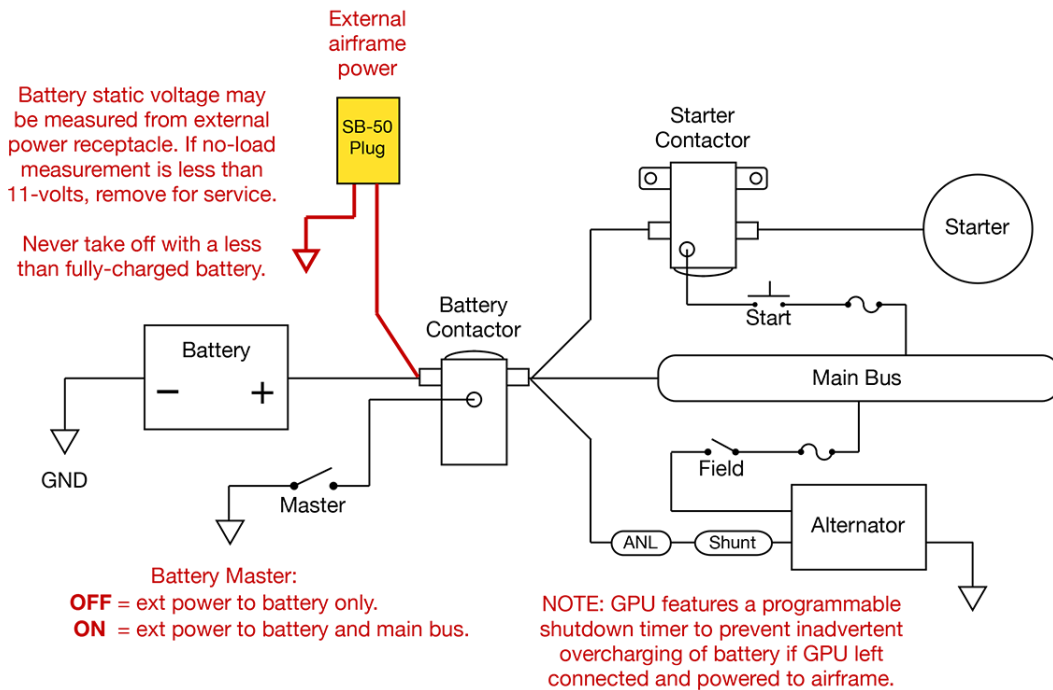 External
airframe
power
Battery static voltage may
be measured from external
power receptacle. If no-load
measurement is less than
11-volts, remove for service.
Never take off with a less
than fully-charged battery.
SB-50
Plug
Starter
Contactor
Starter
Start
Battery
Contactor
Battery
− +
GND
Main Bus
Master
Field
Alternator
ANL
Shunt
Battery Master:
OFF = ext power to battery only.
ON = ext power to battery and main bus.
NOTE: GPU features a programmable
shutdown timer to prevent inadvertent
overcharging of battery if GPU left
connected and powered to airframe.